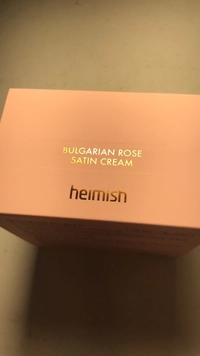 BULGARIAN ROSE
SATIN CREAM
heimish